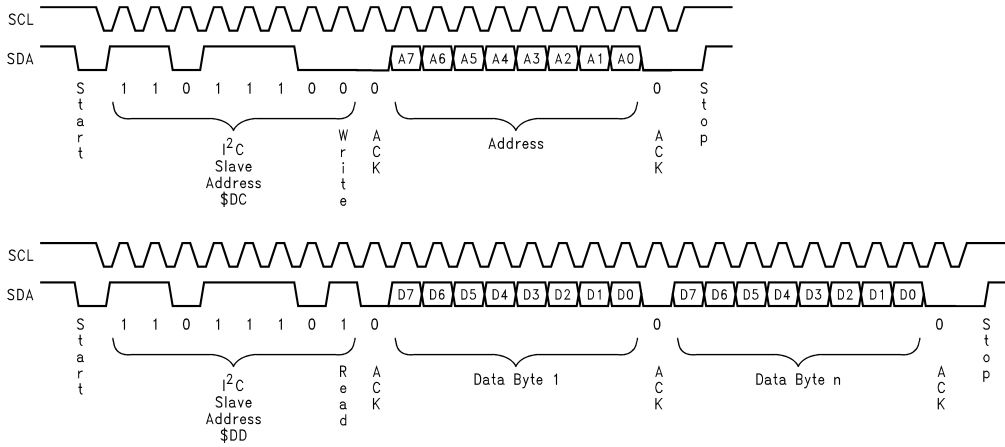 SCL
SDA
A7 A6 A5 A4 A3 A2 A1 A0
1 1 0 1 1 1 0 0 0 0
Start
Write
ACK
ACK
Stop
I²C
Slave
Address
$DC
Address
SCL
SDA
D7 D6 D5 D4 D3 D2 D1 D0 D7 D6 D5 D4 D3 D2 D1 D0
1 1 0 1 1 1 0 1 0 0 0
Start
Read
ACK
ACK
ACK
Stop
I²C
Slave
Address
$DD
Data Byte 1
Data Byte n